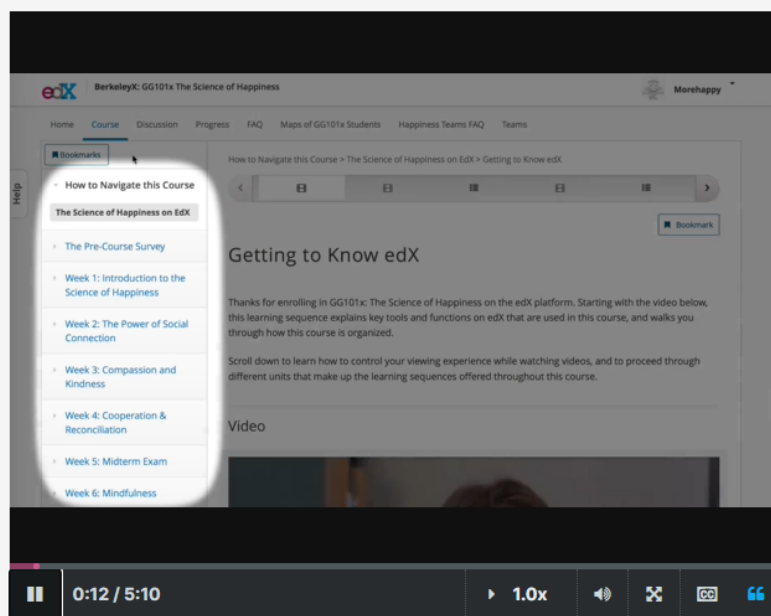 edX BerkeleyX: GG101x The Science of Happiness Morehappy
Home Course Discussion Progress FAQ Maps of GG101x Students Happiness Teams FAQ Teams
Help
Bookmarks
How to Navigate this Course
The Science of Happiness on EdX
The Pre-Course Survey
Week 1: Introduction to the
Science of Happiness
Week 2: The Power of Social
Connection
Week 3: Compassion and
Kindness
Week 4: Cooperation &
Reconciliation
Week 5: Midterm Exam
Week 6: Mindfulness
How to Navigate this Course > The Science of Happiness on EdX > Getting to Know edX
Bookmark
Getting to Know edX
Thanks for enrolling in GG101x: The Science of Happiness on the edX platform. Starting with the video below,
this learning sequence explains key tools and functions on edX that are used in this course, and walks you
through how this course is organized.
Scroll down to learn how to control your viewing experience while watching videos, and to proceed through
different units that make up the learning sequences offered throughout this course.
Video
0:12 / 5:10 1.0x CC